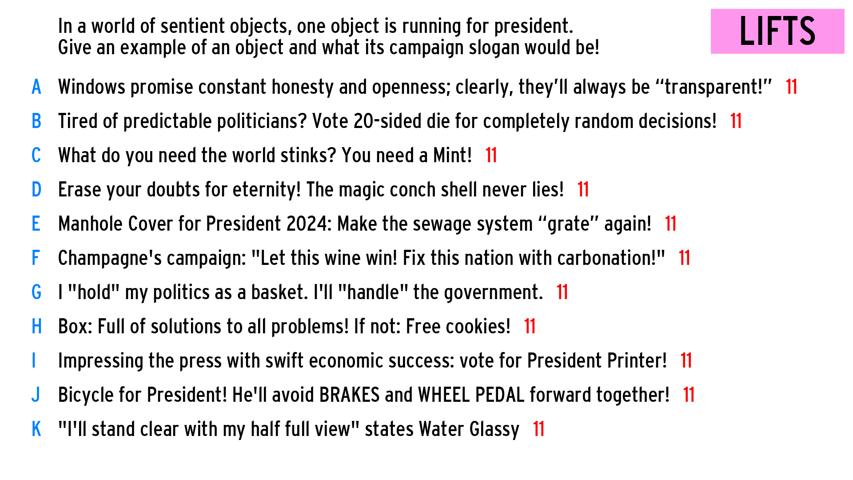 In a world of sentient objects, one object is running for president.
Give an example of an object and what its campaign slogan would be!
LIFTS
A Windows promise constant honesty and openness; clearly, they’ll always be “transparent!” 11
B Tired of predictable politicians? Vote 20-sided die for completely random decisions! 11
C What do you need the world stinks? You need a Mint! 11
D Erase your doubts for eternity! The magic conch shell never lies! 11
E Manhole Cover for President 2024: Make the sewage system “grate” again! 11
F Champagne's campaign: "Let this wine win! Fix this nation with carbonation!" 11
G I "hold" my politics as a basket. I'll "handle" the government. 11
H Box: Full of solutions to all problems! If not: Free cookies! 11
I Impressing the press with swift economic success: vote for President Printer! 11
J Bicycle for President! He'll avoid BRAKES and WHEEL PEDAL forward together! 11
K "I'll stand clear with my half full view" states Water Glassy 11